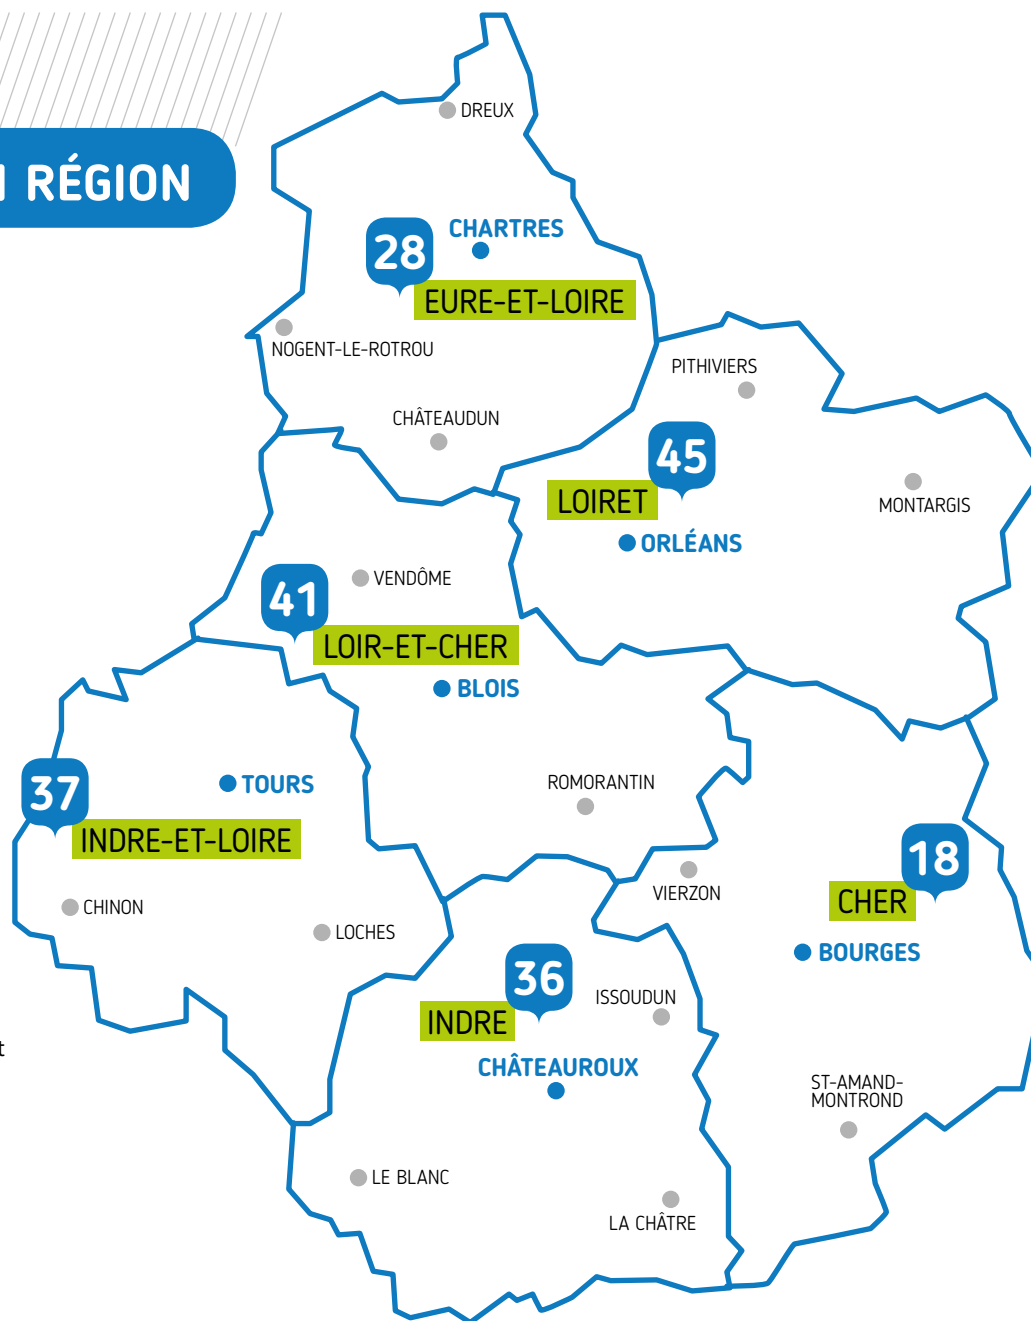 RÉGION
DREUX
CHARTRES
28
EURE-ET-LOIRE
NOGENT-LE-ROTROU
CHÂTEAUDUN
PITHIVIERS
45
LOIRET
MONTARGIS
ORLÉANS
VENDÔME
41
LOIR-ET-CHER
BLOIS
TOURS
37
INDRE-ET-LOIRE
ROMORANTIN
VIERZON
18
CHER
CHINON
LOCHES
BOURGES
36
INDRE
ISSOUDUN
CHÂTEAUROUX
t
ST-AMAND-
MONTROND
LE BLANC
LA CHÂTRE